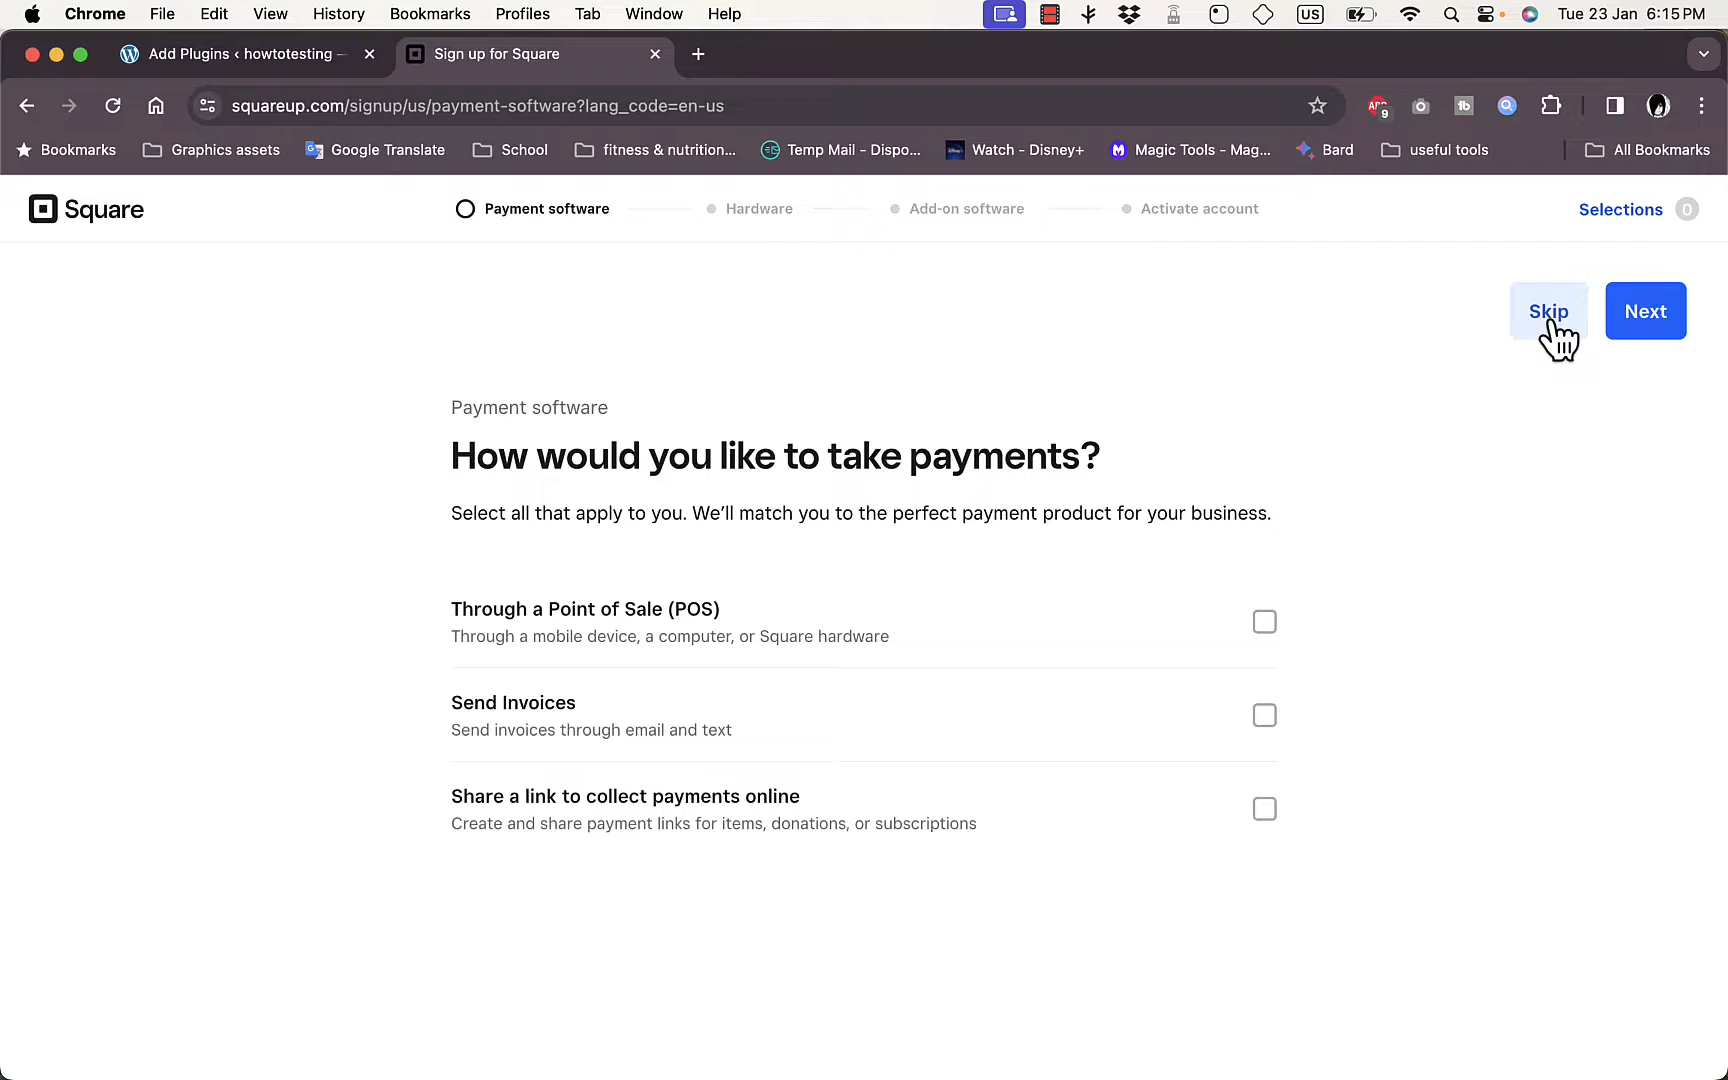 Chrome File Edit View History Bookmarks Profiles Tab Window Help US Tue 23 Jan 6:15 PM
Add Plugins ‹ howtotesting — Sign up for Square
squareup.com/signup/us/payment-software?lang_code=en-us ABP 9 tb
Bookmarks Graphics assets Google Translate School fitness & nutrition... Temp Mail - Dispo... Watch - Disney+ Magic Tools - Mag... Bard useful tools All Bookmarks
Square Payment software Hardware Add-on software Activate account Selections 0
Skip Next
Payment software
How would you like to take payments?
Select all that apply to you. We’ll match you to the perfect payment product for your business.
Through a Point of Sale (POS)
Through a mobile device, a computer, or Square hardware
Send Invoices
Send invoices through email and text
Share a link to collect payments online
Create and share payment links for items, donations, or subscriptions